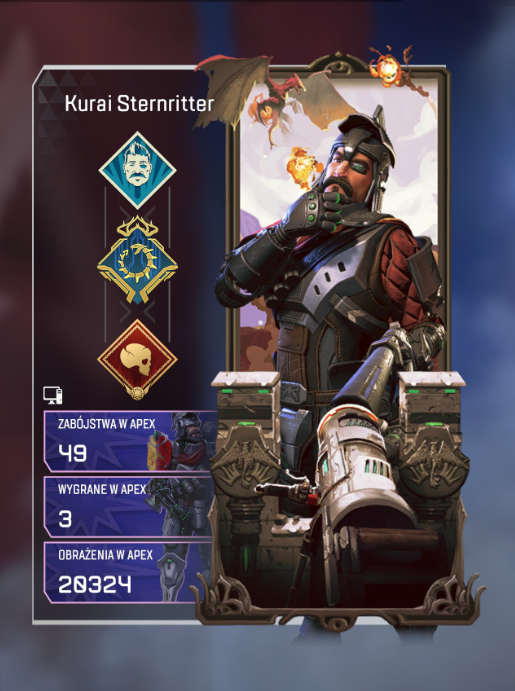 Kurai Sternritter
ZABÓJSTWA W APEX
49
WYGRANE W APEX
3
OBRAŻENIA W APEX
20324